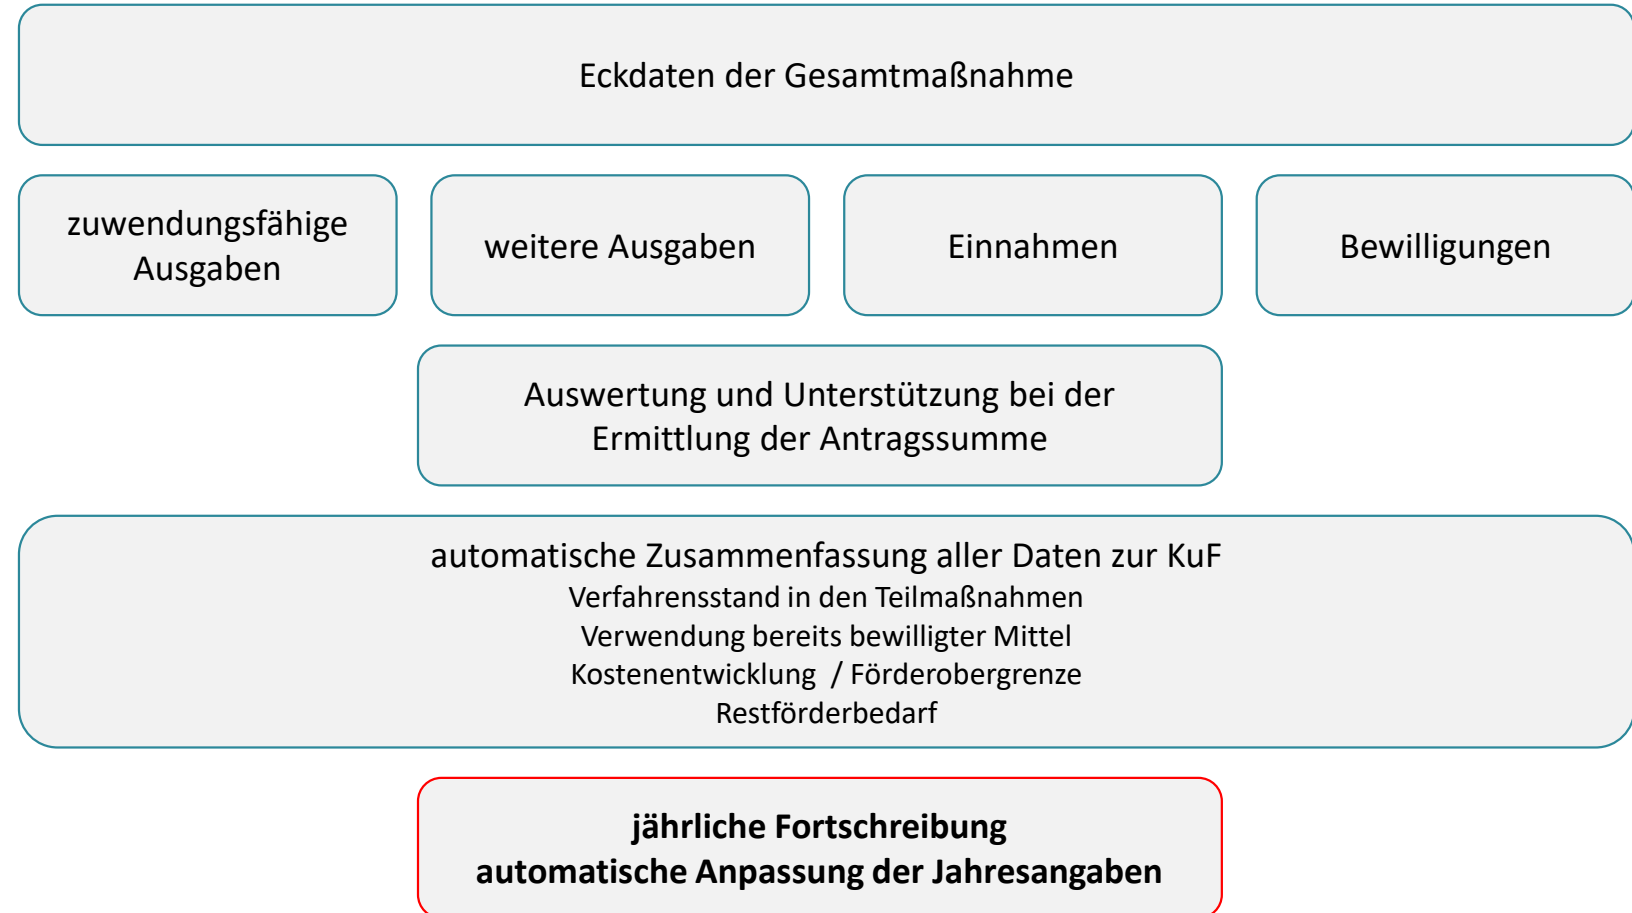 Eckdaten der Gesamtmaßnahme
zuwendungsfähige
Ausgaben
weitere Ausgaben
Einnahmen
Bewilligungen
Auswertung und Unterstützung bei der
Ermittlung der Antragssumme
automatische Zusammenfassung aller Daten zur KuF
Verfahrensstand in den Teilmaßnahmen
Verwendung bereits bewilligter Mittel
Kostenentwicklung / Förderobergrenze
Restförderbedarf
jährliche Fortschreibung
automatische Anpassung der Jahresangaben